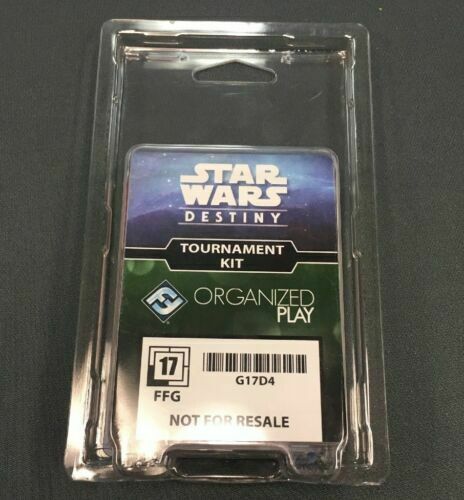 STAR
WARS
DESTINY
TOURNAMENT
KIT
ORGANIZED
PLAY
17
FFG
G17D4
NOT FOR RESALE